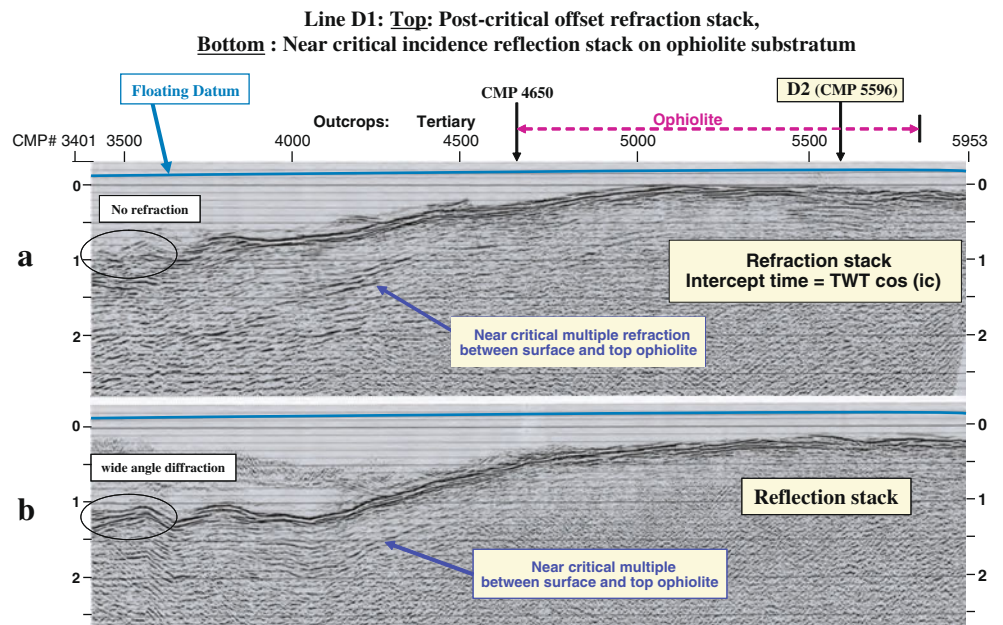 Line D1: Top: Post-critical offset refraction stack,
Bottom : Near critical incidence reflection stack on ophiolite substratum
Floating Datum
CMP 4650
D2 (CMP 5596)
Outcrops: Tertiary
Ophiolite
CMP# 3401 3500 4000 4500 5000 5500 5953
0
0
No refraction
a
1
1
Refraction stack
Intercept time = TWT cos (ic)
2
2
Near critical multiple refraction
between surface and top ophiolite
0
0
wide angle diffraction
b
1
1
Reflection stack
Near critical multiple
between surface and top ophiolite
2
2